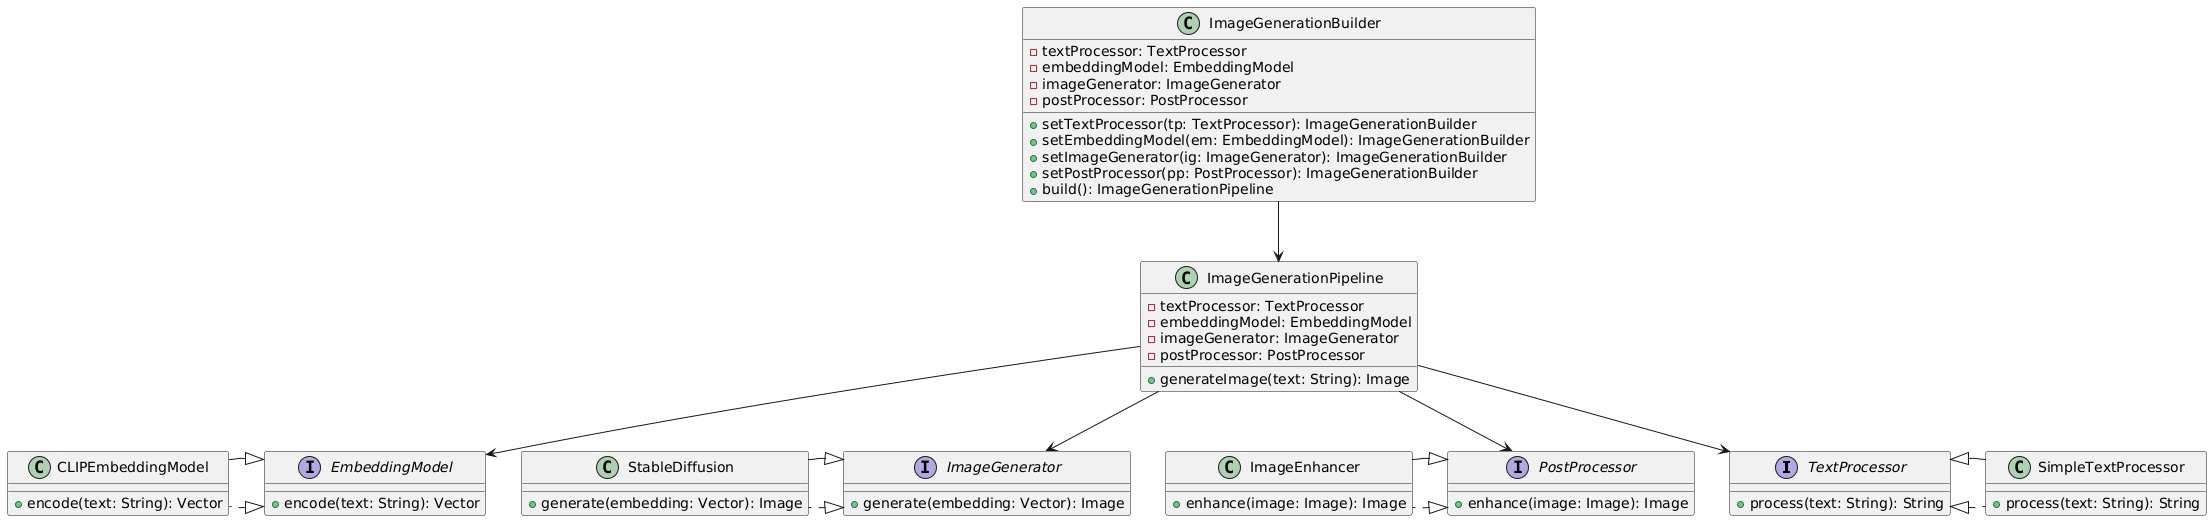 C ImageGenerationBuilder
textProcessor: TextProcessor
embeddingModel: EmbeddingModel
imageGenerator: ImageGenerator
postProcessor: PostProcessor
setTextProcessor(tp: TextProcessor): ImageGenerationBuilder
setEmbeddingModel(em: EmbeddingModel): ImageGenerationBuilder
setImageGenerator(ig: ImageGenerator): ImageGenerationBuilder
setPostProcessor(pp: PostProcessor): ImageGenerationBuilder
build(): ImageGenerationPipeline
C ImageGenerationPipeline
textProcessor: TextProcessor
embeddingModel: EmbeddingModel
imageGenerator: ImageGenerator
postProcessor: PostProcessor
generateImage(text: String): Image
C CLIPEmbeddingModel
encode(text: String): Vector
I EmbeddingModel
encode(text: String): Vector
C StableDiffusion
generate(embedding: Vector): Image
I ImageGenerator
generate(embedding: Vector): Image
C ImageEnhancer
enhance(image: Image): Image
I PostProcessor
enhance(image: Image): Image
I TextProcessor
process(text: String): String
C SimpleTextProcessor
process(text: String): String